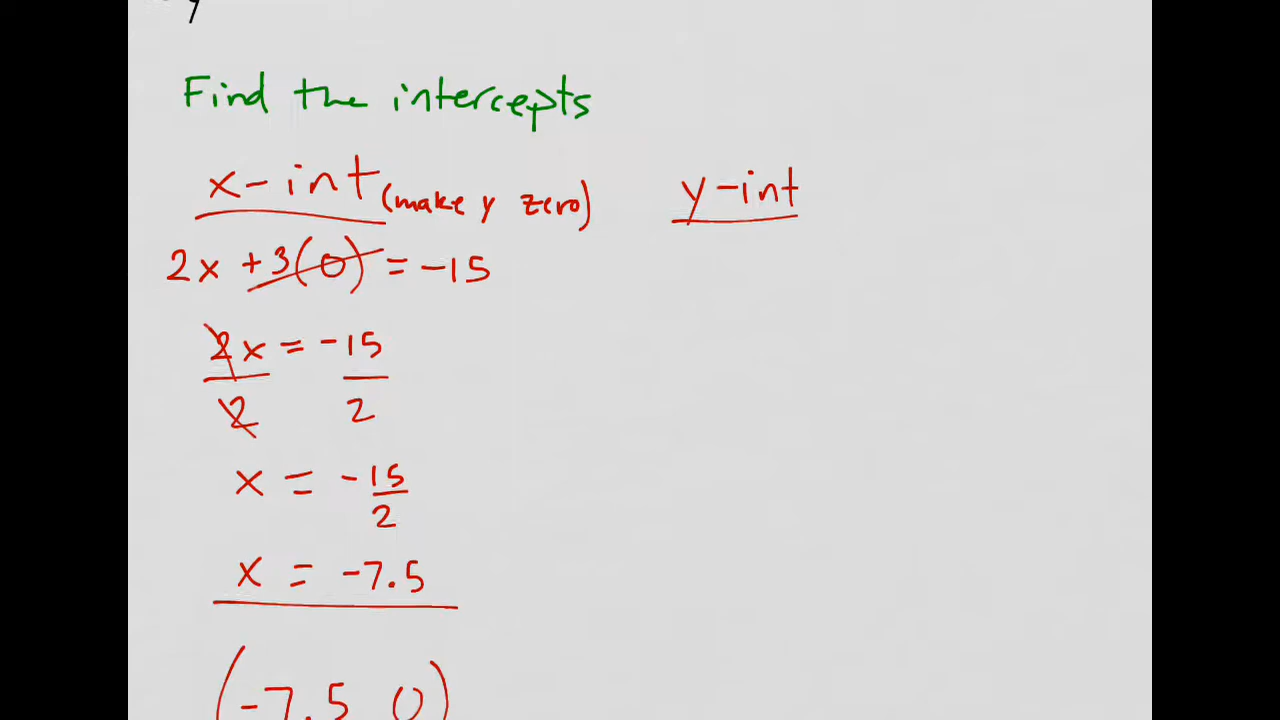 Find the intercepts
x-int (make y zero)
2x +3(0) = -15
2x = -15
2 2
x = -15
2
x = -7.5
(-7.5 0)
y-int